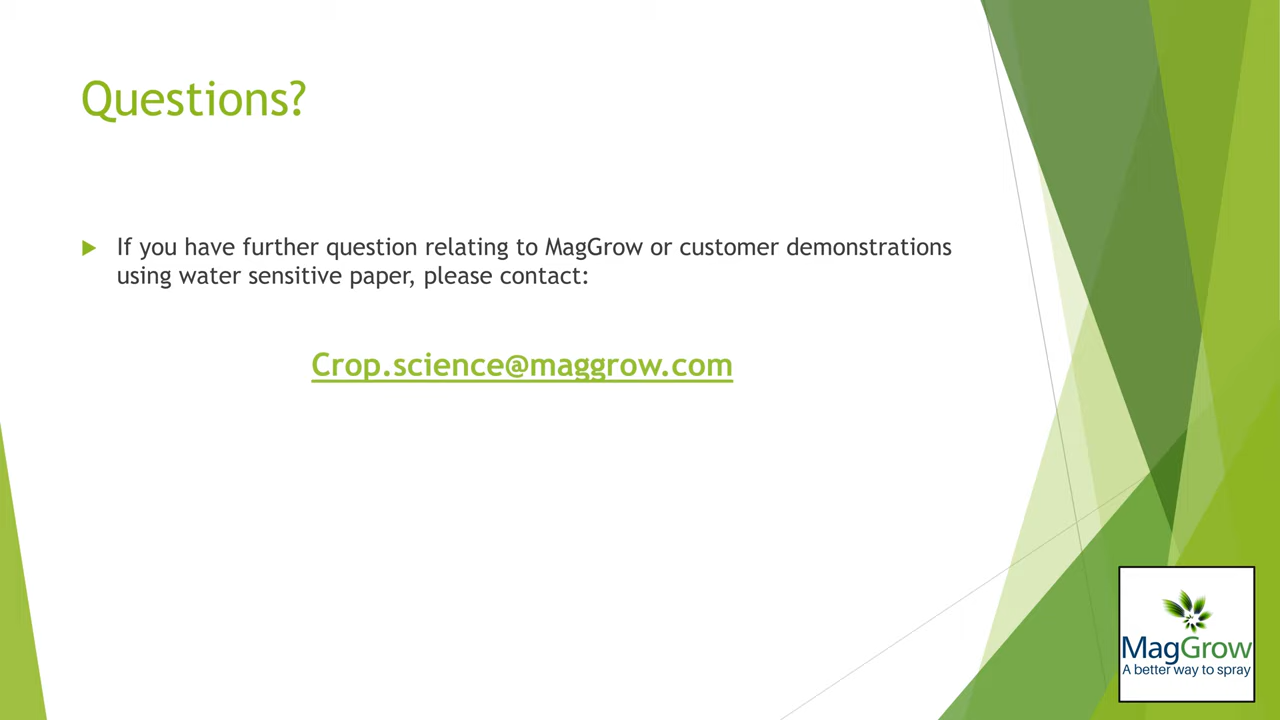 Questions?
If you have further question relating to MagGrow or customer demonstrations
using water sensitive paper, please contact:
Crop.science@maggrow.com
MagGrow
A better way to spray